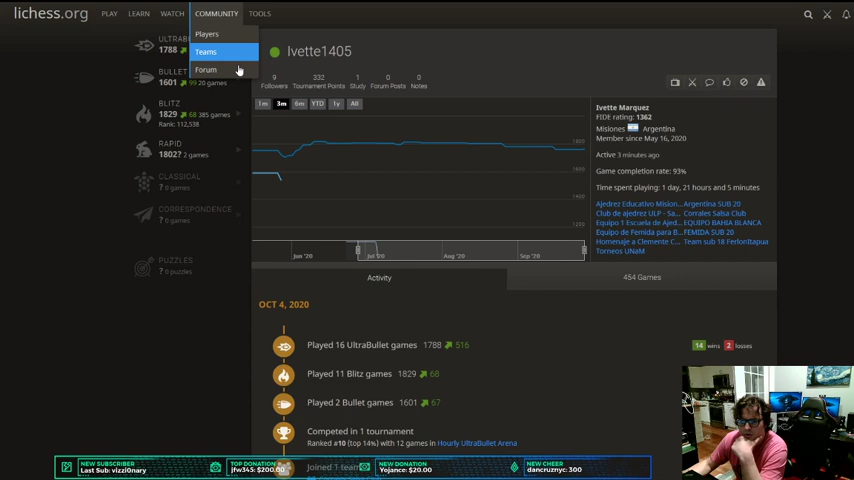 lichess.org PLAY LEARN WATCH COMMUNITY TOOLS
Players
Teams
Forum
ULTRAB
1788
BULLET
1601 99 20 games
BLITZ
1829 68 385 games
Rank: 112,538
RAPID
1802? 2 games
CLASSICAL
? 0 games
CORRESPONDENCE
? 0 games
PUZZLES
? 0 puzzles
Ivette1405
9 332 1 0 0
Followers Tournament Points Study Forum Posts Notes
1m 3m 6m YTD 1y All
1800
1600
1400
1200
Jun '20 Jul '20 Aug '20 Sep '20
Ivette Marquez
FIDE rating: 1362
Misiones Argentina
Member since May 16, 2020
Active 3 minutes ago
Game completion rate: 93%
Time spent playing: 1 day, 21 hours and 5 minutes
Ajedrez Educativo Mision... Argentina SUB 20
Club de ajedrez ULP - Sa... Corrales Salsa Club
Equipo 1 Escuela de Ajed... EQUIPO BAHIA BLANCA
Equipo de Femida para B... FEMIDA SUB 20
Homenaje a Clemente C... Team sub 18 FerlonItapua
Torneos UNaM
Activity 454 Games
OCT 4, 2020
Played 16 UltraBullet games 1788 516
14 wins 2 losses
Played 11 Blitz games 1829 68
Played 2 Bullet games 1601 67
Competed in 1 tournament
Ranked #10 (top 14%) with 12 games in Hourly UltraBullet Arena
Joined 1 team
NEW SUBSCRIBER
Last Sub: vizzi0nary
TOP DONATION
jfw345: $200.00
NEW DONATION
Yojance: $20.00
NEW CHEER
dancruznyc: 300